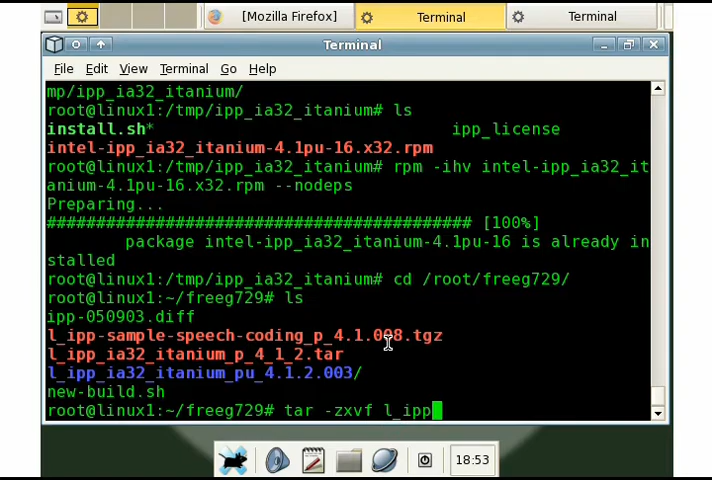 [Mozilla Firefox]
Terminal
Terminal
Terminal
File Edit View Terminal Go Help
mp/ipp_ia32_itanium/
root@linux1:/tmp/ipp_ia32_itanium# ls
install.sh* ipp_license
intel-ipp_ia32_itanium-4.1pu-16.x32.rpm
root@linux1:/tmp/ipp_ia32_itanium# rpm -ihv intel-ipp_ia32_it
anium-4.1pu-16.x32.rpm --nodeps
Preparing...
########################################### [100%]
package intel-ipp_ia32_itanium-4.1pu-16 is already in
stalled
root@linux1:/tmp/ipp_ia32_itanium# cd /root/freeg729/
root@linux1:~/freeg729# ls
ipp-050903.diff
l_ipp-sample-speech-coding_p_4.1.008.tgz
l_ipp_ia32_itanium_p_4_1_2.tar
l_ipp_ia32_itanium_pu_4.1.2.003/
new-build.sh
root@linux1:~/freeg729# tar -zxvf l_ipp
18:53